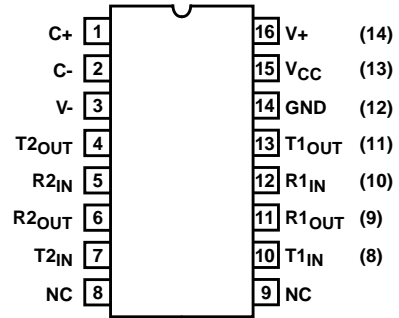 C+ 1 16 V+ (14)
C- 2 15 VCC (13)
V- 3 14 GND (12)
T2OUT 4 13 T1OUT (11)
R2IN 5 12 R1IN (10)
R2OUT 6 11 R1OUT (9)
T2IN 7 10 T1IN (8)
NC 8 9 NC